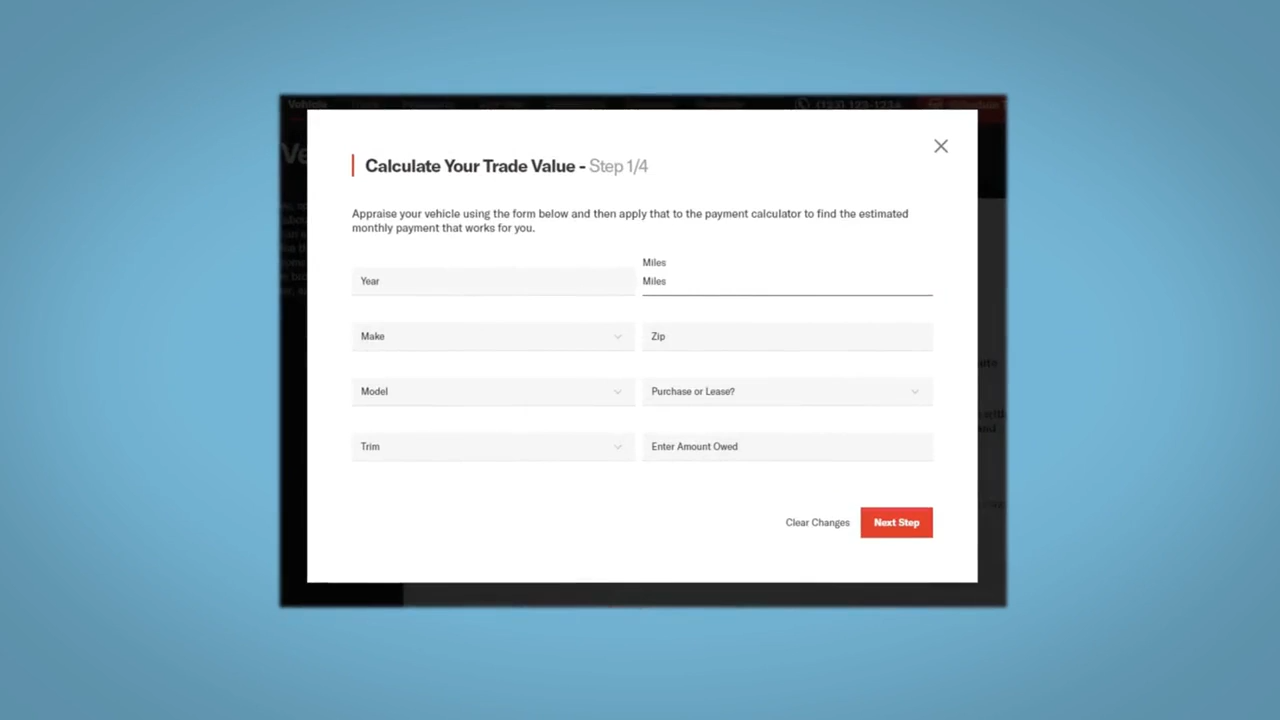 Calculate Your Trade Value - Step 1/4
Appraise your vehicle using the form below and then apply that to the payment calculator to find the estimated
monthly payment that works for you.
Miles
Year
Miles
Make
Zip
Model
Purchase or Lease?
Trim
Enter Amount Owed
Clear Changes
Next Step